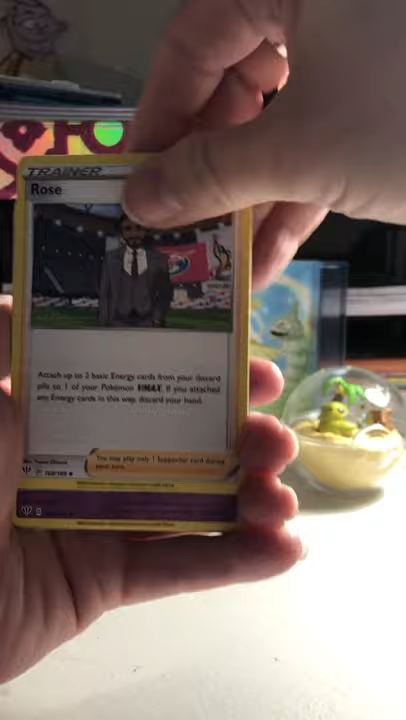 TRAINER
Rose
Attach up to 2 basic Energy cards from your discard
pile to 1 of your Pokémon VMAX. If you attached
any Energy cards in this way, discard your hand.
You may play only 1 Supporter card during
your turn.
168/189